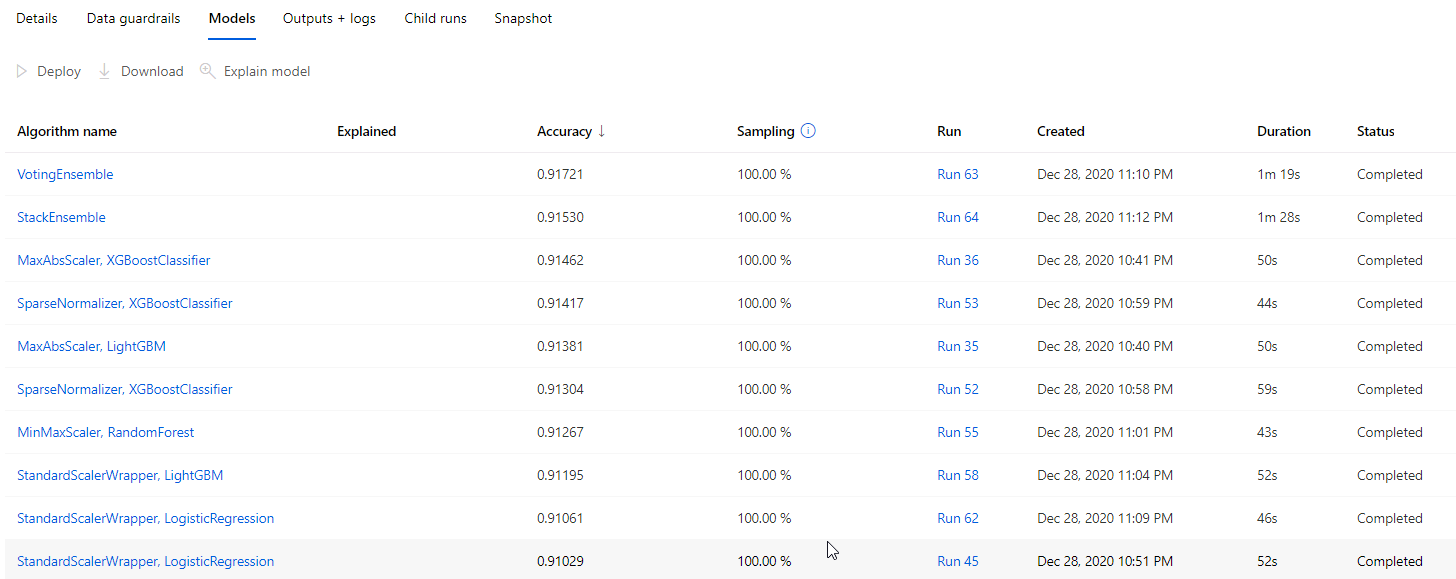 Details Data guardrails Models Outputs + logs Child runs Snapshot
Deploy Download Explain model
Algorithm name Explained Accuracy ↓ Sampling Run Created Duration Status
VotingEnsemble 0.91721 100.00 % Run 63 Dec 28, 2020 11:10 PM 1m 19s Completed
StackEnsemble 0.91530 100.00 % Run 64 Dec 28, 2020 11:12 PM 1m 28s Completed
MaxAbsScaler, XGBoostClassifier 0.91462 100.00 % Run 36 Dec 28, 2020 10:41 PM 50s Completed
SparseNormalizer, XGBoostClassifier 0.91417 100.00 % Run 53 Dec 28, 2020 10:59 PM 44s Completed
MaxAbsScaler, LightGBM 0.91381 100.00 % Run 35 Dec 28, 2020 10:40 PM 50s Completed
SparseNormalizer, XGBoostClassifier 0.91304 100.00 % Run 52 Dec 28, 2020 10:58 PM 59s Completed
MinMaxScaler, RandomForest 0.91267 100.00 % Run 55 Dec 28, 2020 11:01 PM 43s Completed
StandardScalerWrapper, LightGBM 0.91195 100.00 % Run 58 Dec 28, 2020 11:04 PM 52s Completed
StandardScalerWrapper, LogisticRegression 0.91061 100.00 % Run 62 Dec 28, 2020 11:09 PM 46s Completed
StandardScalerWrapper, LogisticRegression 0.91029 100.00 % Run 45 Dec 28, 2020 10:51 PM 52s Completed